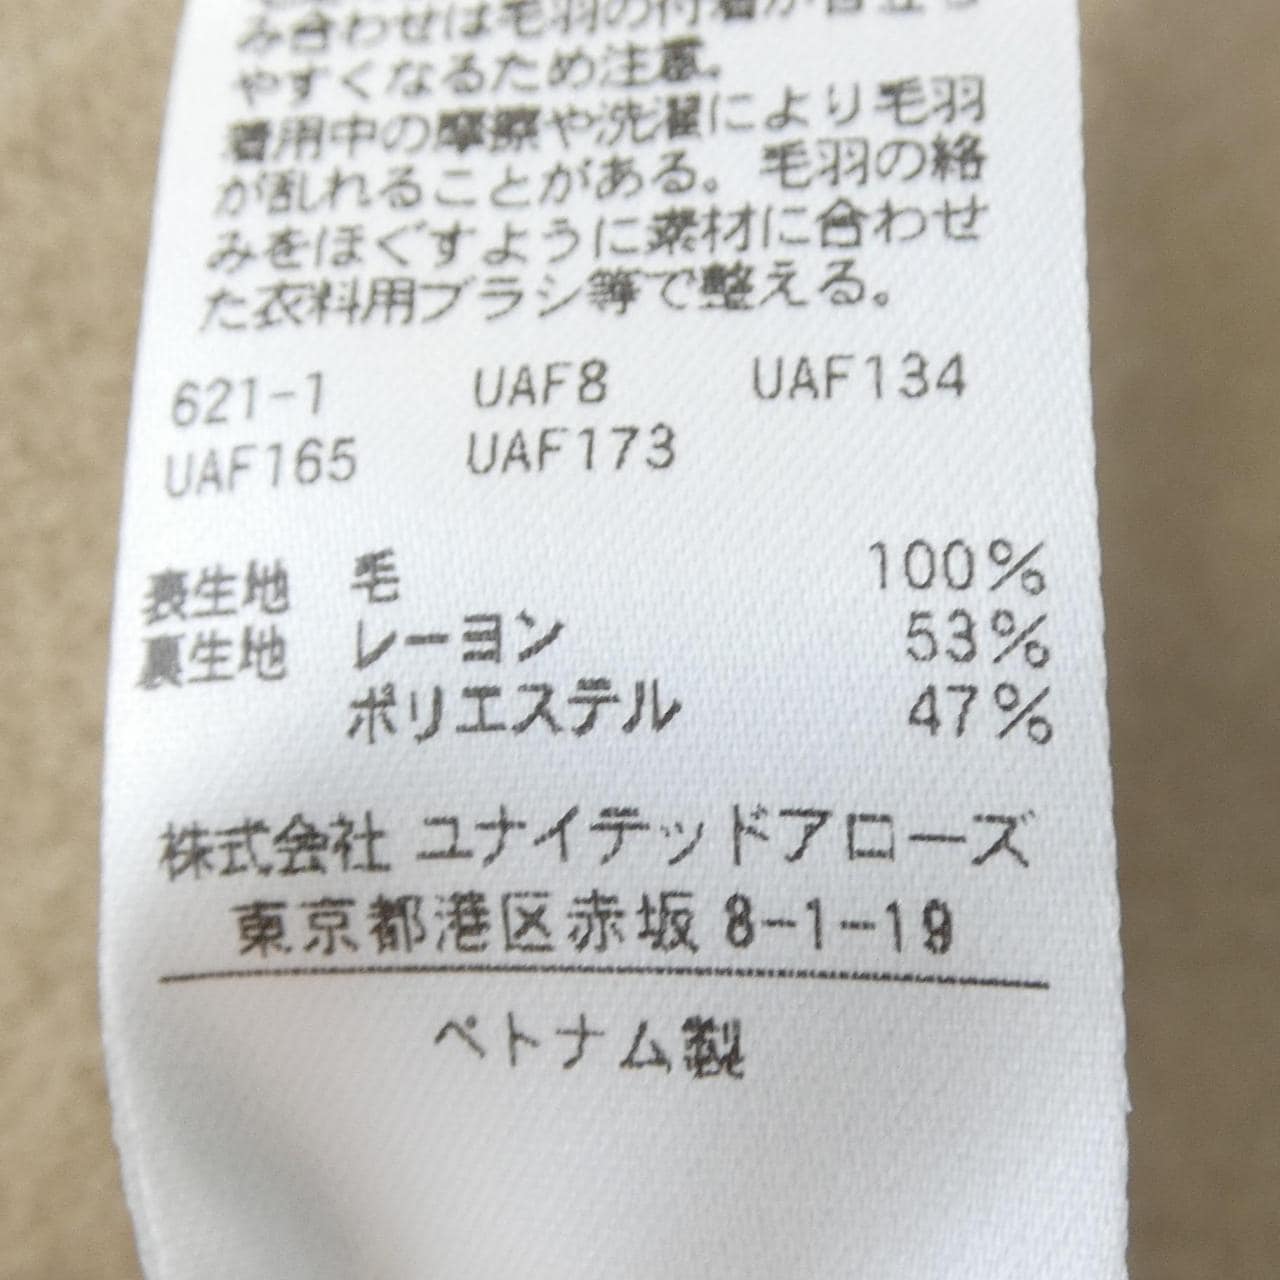 み合わせは毛羽の付着が目立ち
やすくなるため注意。
着用中の摩擦や洗濯により毛羽
が乱れることがある。毛羽の絡
みをほぐすように素材に合わせ
た衣料用ブラシ等で整える。
621-1 UAF8 UAF134
UAF165 UAF173
表生地 毛 100%
裏生地 レーヨン 53%
ポリエステル 47%
株式会社 ユナイテッドアローズ
東京都港区赤坂 8-1-19
ベトナム製